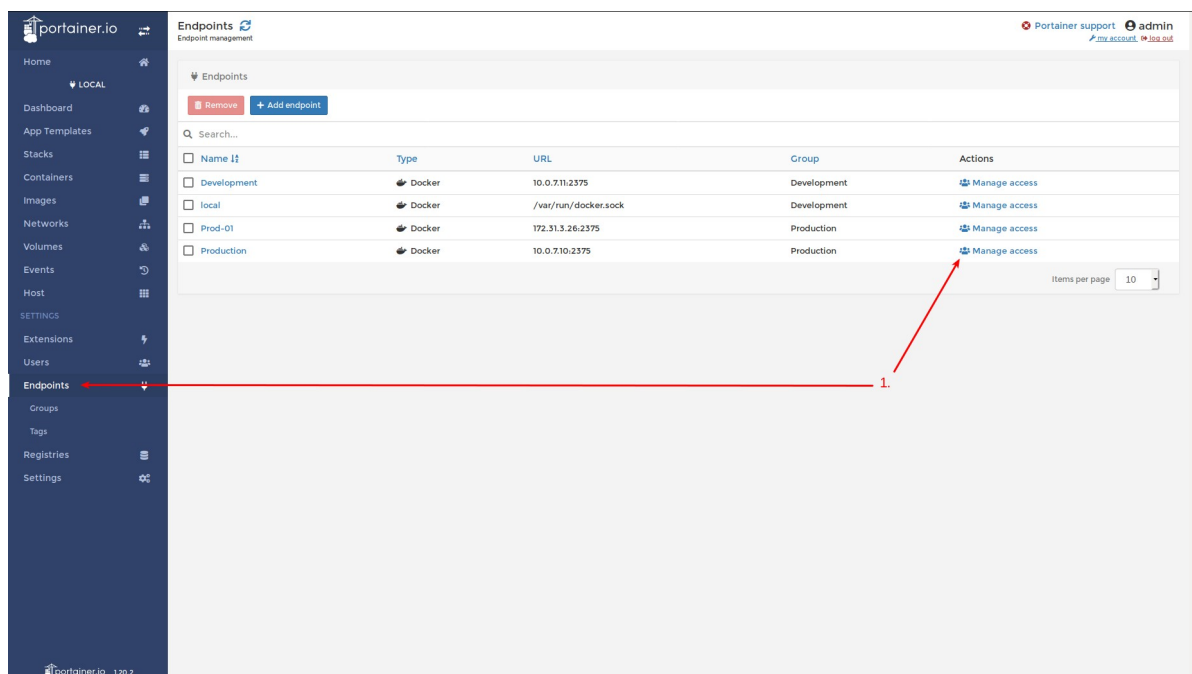 portainer.io
Endpoints
Endpoint management
Portainer support admin
my account log out
Home
LOCAL
Dashboard
App Templates
Stacks
Containers
Images
Networks
Volumes
Events
Host
SETTINGS
Extensions
Users
Endpoints
Groups
Tags
Registries
Settings
portainer.io 1.20.2
Endpoints
Remove + Add endpoint
Search...
Name Type URL Group Actions
Development Docker 10.0.7.11:2375 Development Manage access
local Docker /var/run/docker.sock Development Manage access
Prod-01 Docker 172.31.3.26:2375 Production Manage access
Production Docker 10.0.7.10:2375 Production Manage access
Items per page 10
1.